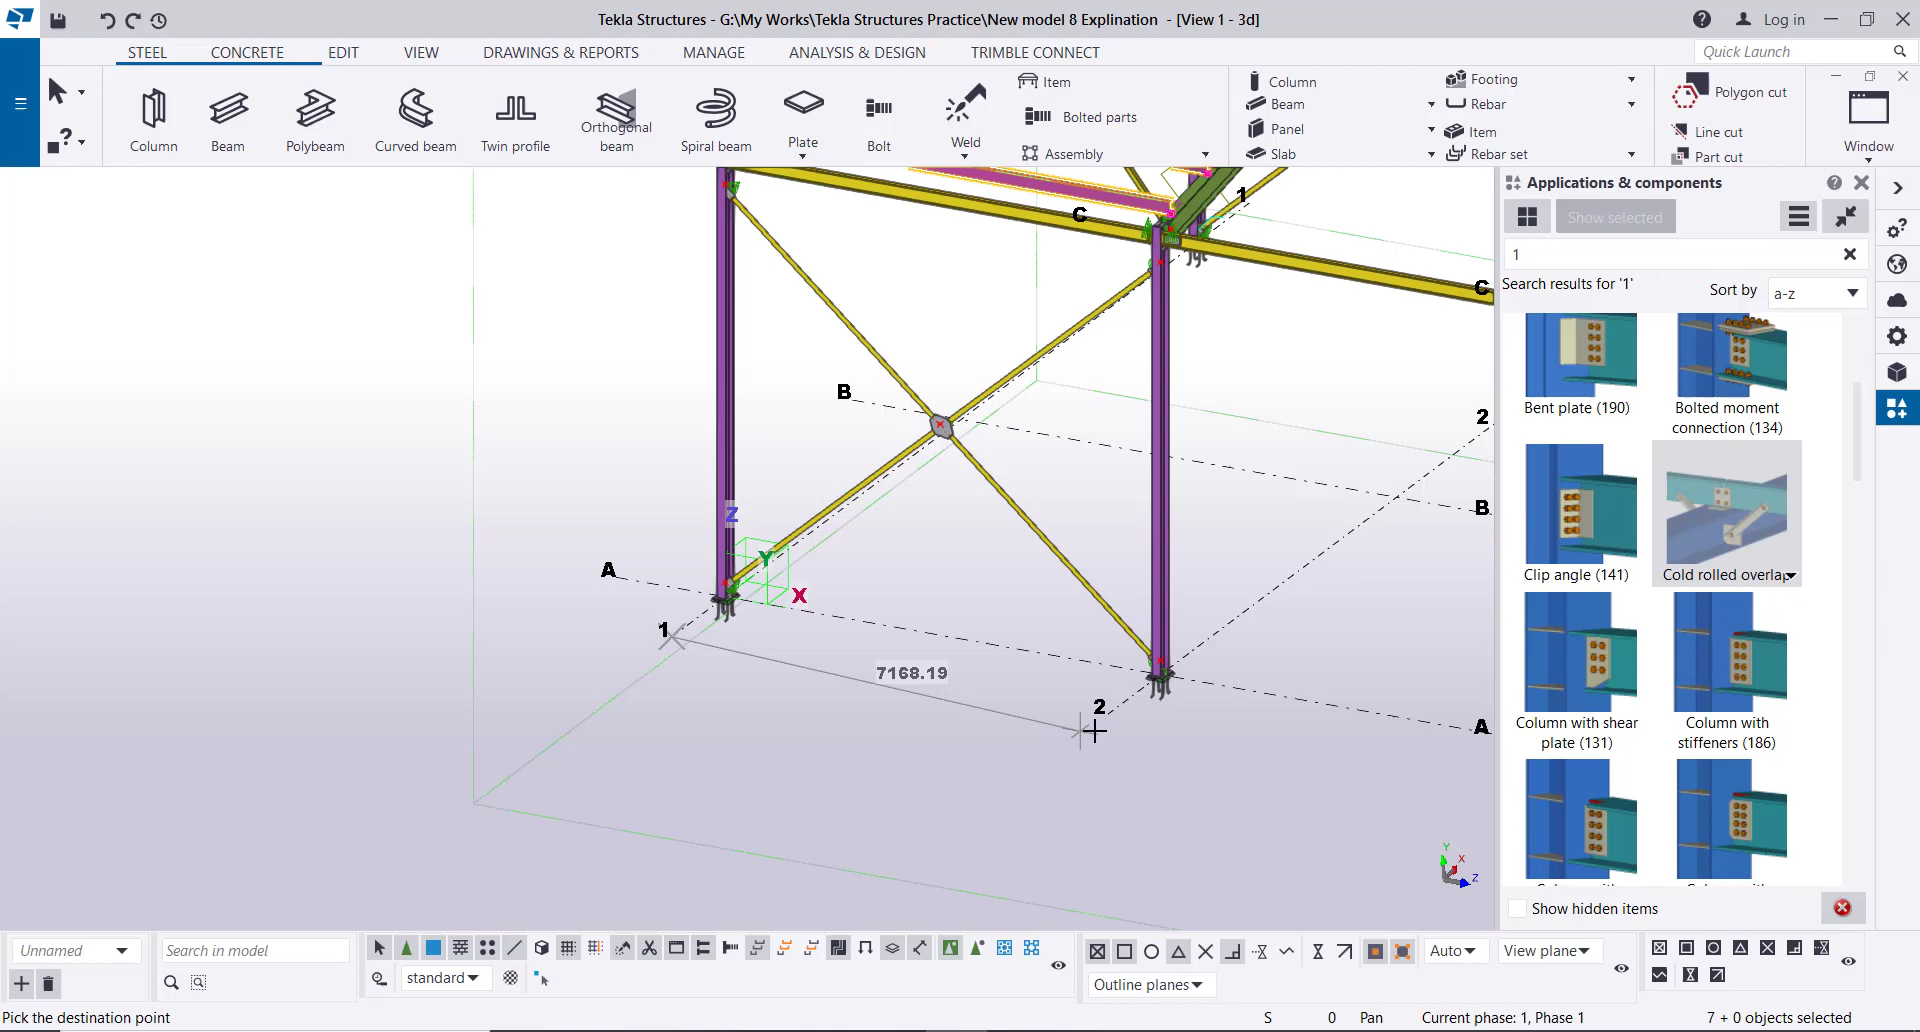 Tekla Structures - G:\My Works\Tekla Structures Practice\New model 8 Explination - [View 1 - 3d]
Log in
STEEL CONCRETE EDIT VIEW DRAWINGS & REPORTS MANAGE ANALYSIS & DESIGN TRIMBLE CONNECT
Quick Launch
Column
Beam
Polybeam
Curved beam
Twin profile
Orthogonal
beam
Spiral beam
Plate
Bolt
Weld
Item
Bolted parts
Assembly
Column
Beam
Panel
Slab
Footing
Rebar
Item
Rebar set
Polygon cut
Line cut
Part cut
Window
Applications & components
Show selected
1
Search results for '1'
Sort by
a-z
Bent plate (190)
Bolted moment
connection (134)
Clip angle (141)
Cold rolled overlap
Column with shear
plate (131)
Column with
stiffeners (186)
Show hidden items
1
C
C
B
2
B
Z
Y
A
X
1
7168.19
2
A
Y
X
Z
Unnamed
Search in model
standard
Auto
View plane
Outline planes
Pick the destination point
S
0
Pan
Current phase: 1, Phase 1
7 + 0 objects selected